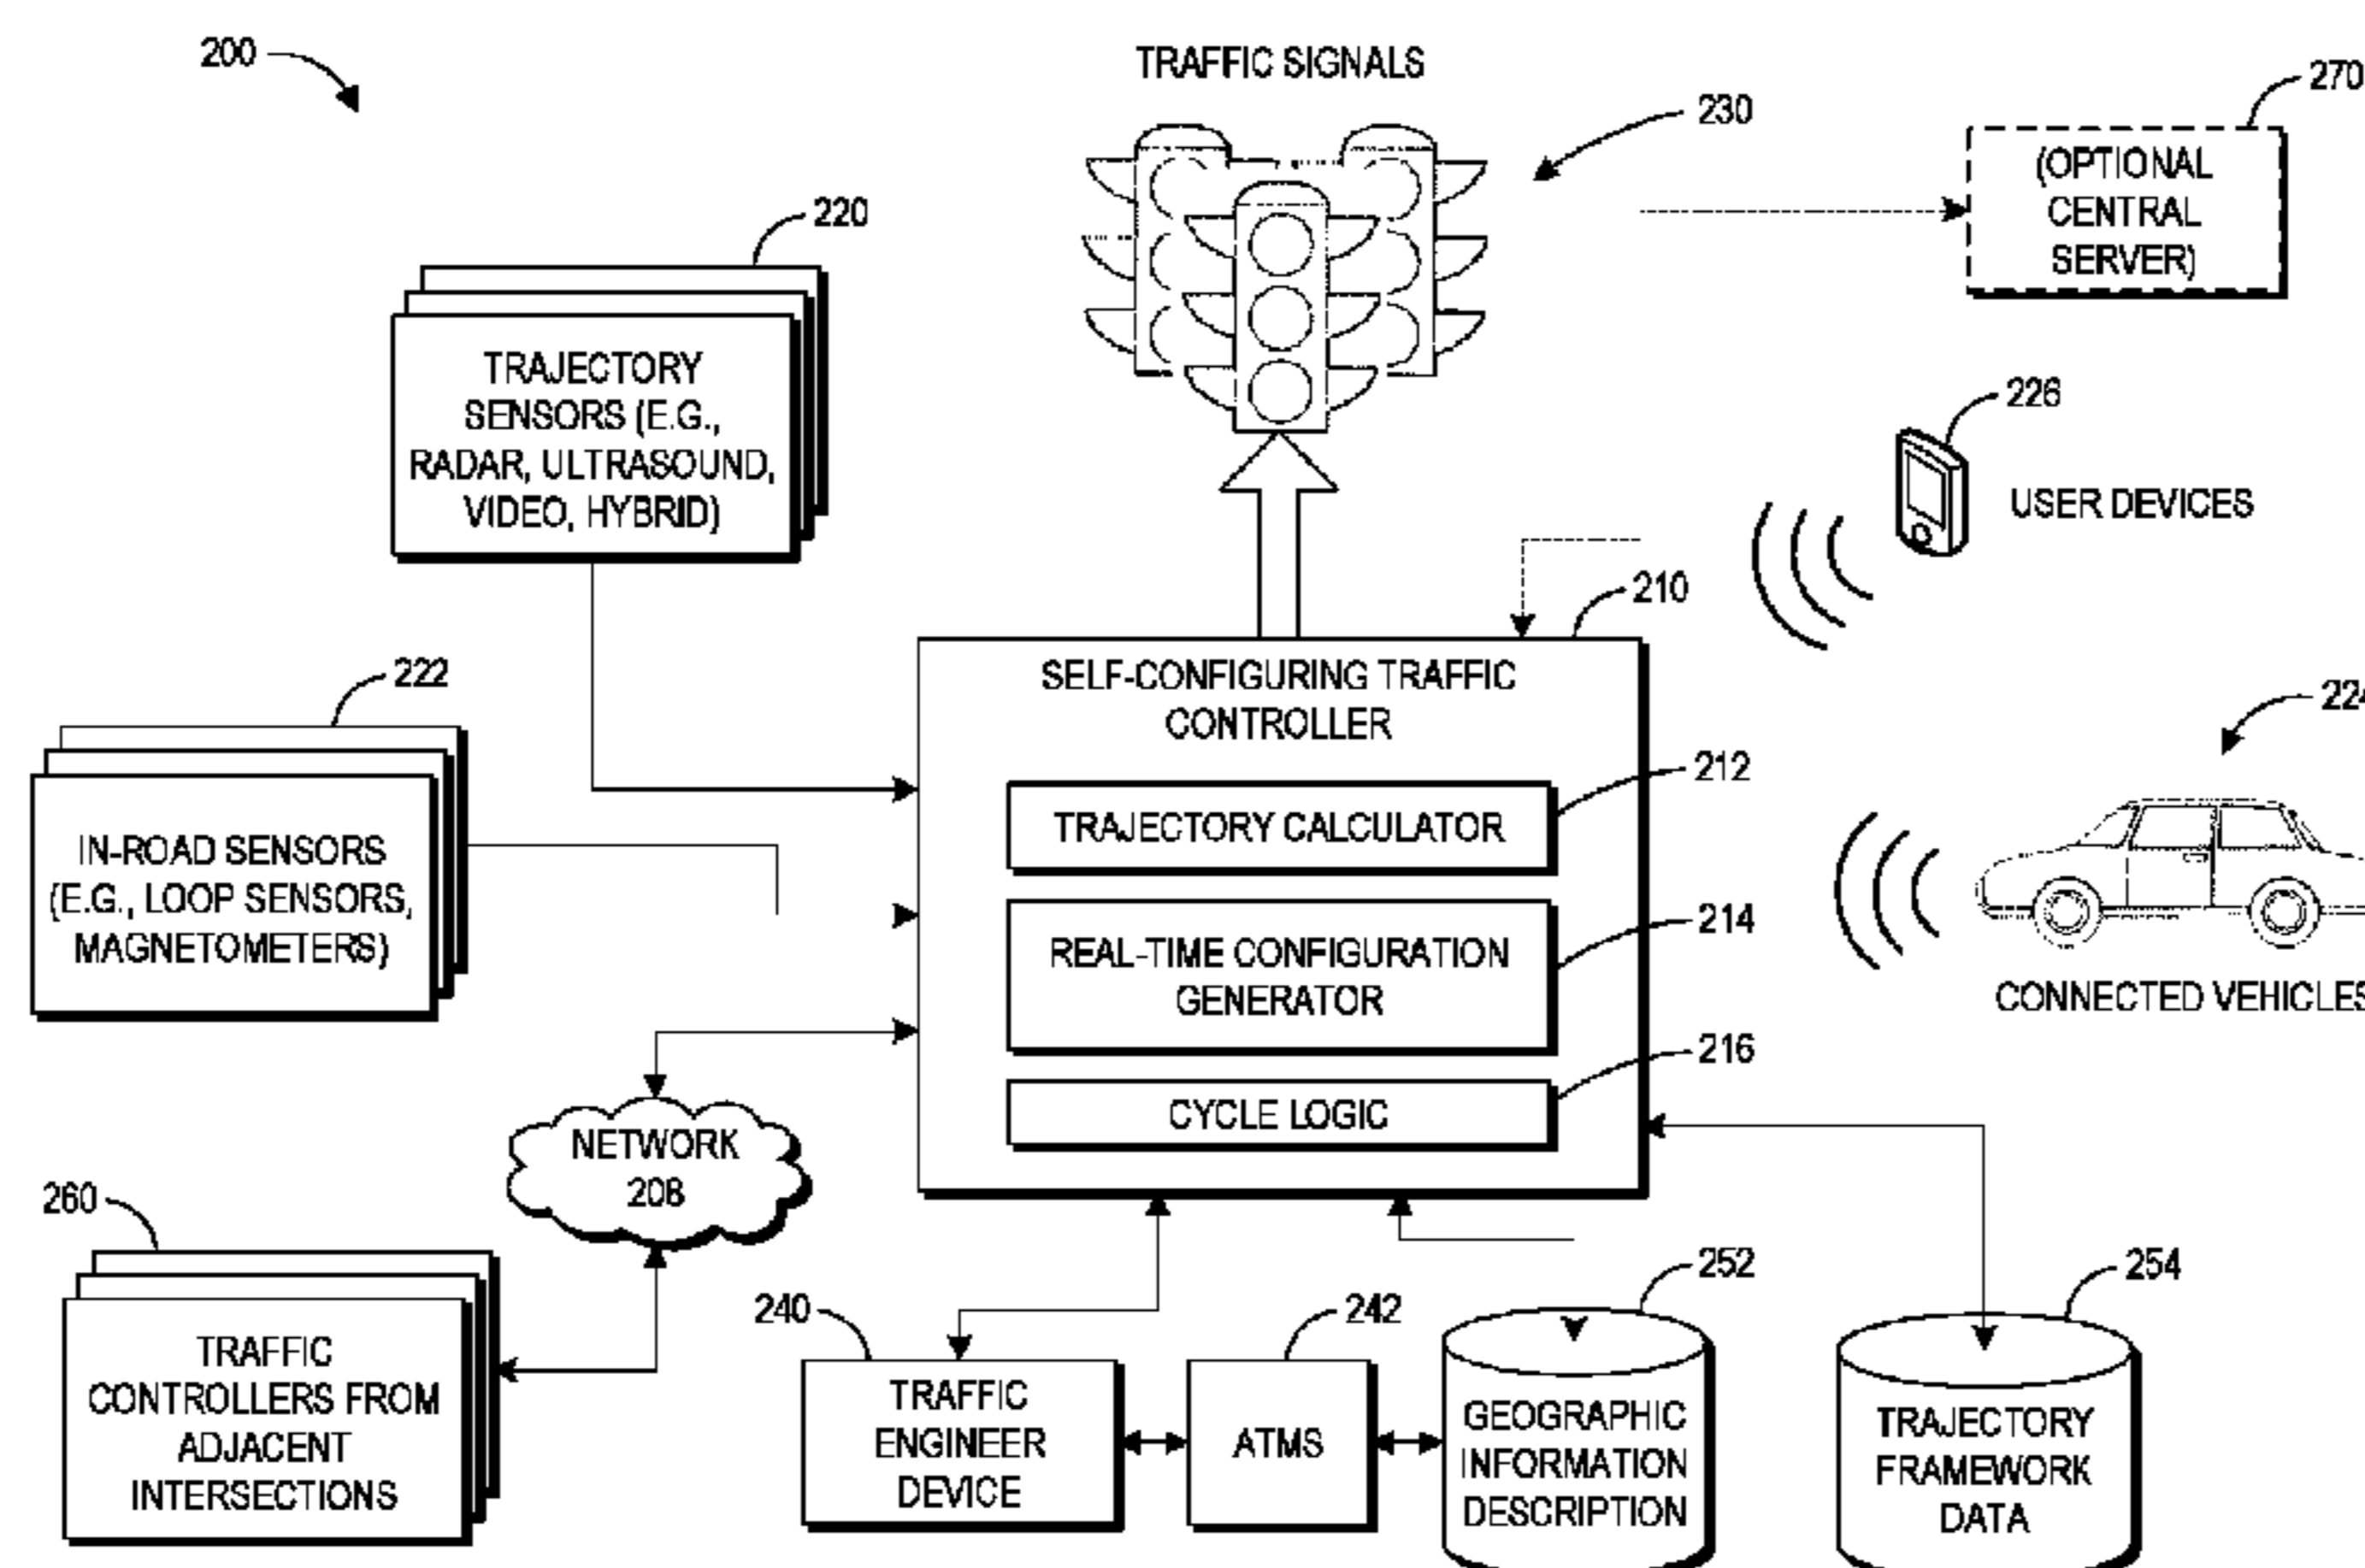 200
TRAFFIC SIGNALS
230
270
(OPTIONAL
CENTRAL
SERVER)
220
TRAJECTORY
SENSORS (E.G.,
RADAR, ULTRASOUND,
VIDEO, HYBRID)
226
USER DEVICES
210
SELF-CONFIGURING TRAFFIC
CONTROLLER
222
IN-ROAD SENSORS
(E.G., LOOP SENSORS,
MAGNETOMETERS)
212
TRAJECTORY CALCULATOR
214
REAL-TIME CONFIGURATION
GENERATOR
216
CYCLE LOGIC
CONNECTED VEHICLES
NETWORK
208
260
TRAFFIC
CONTROLLERS FROM
ADJACENT
INTERSECTIONS
240
TRAFFIC
ENGINEER
DEVICE
242
ATMS
252
GEOGRAPHIC
INFORMATION
DESCRIPTION
254
TRAJECTORY
FRAMEWORK
DATA